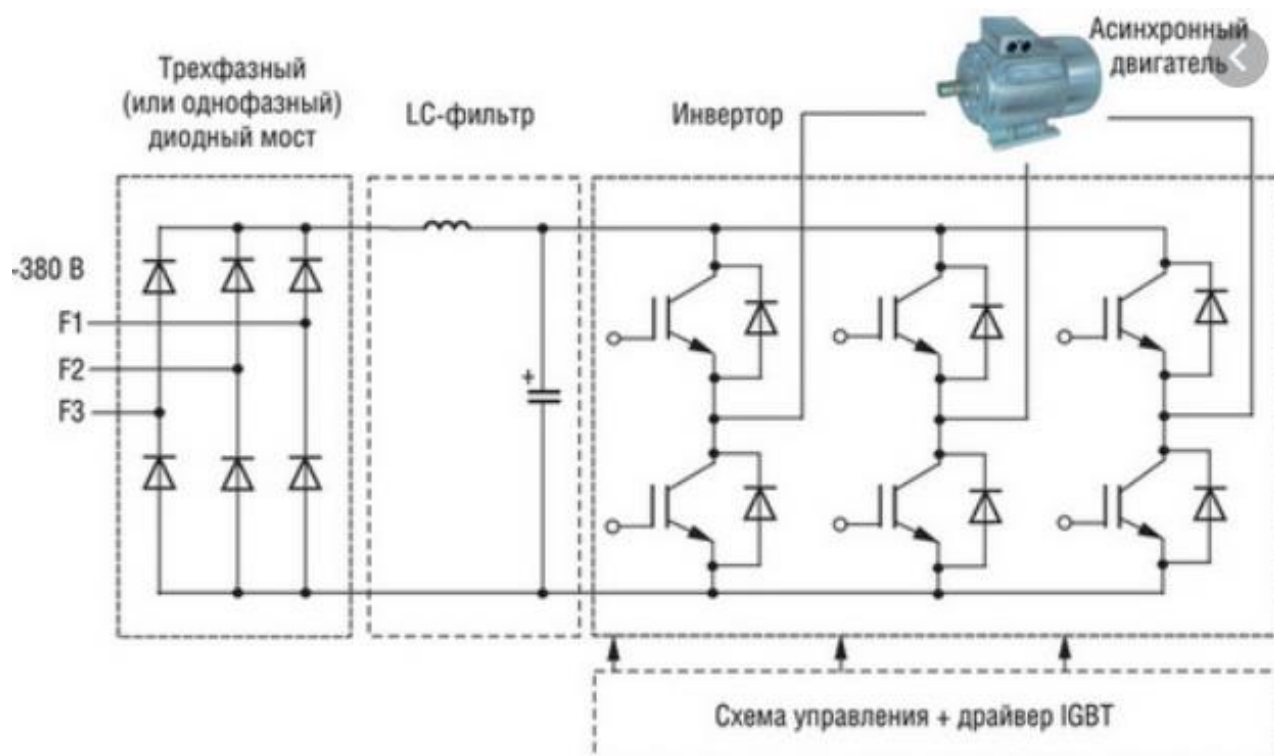 Трехфазный
(или однофазный)
диодный мост
LC-фильтр
Инвертор
Асинхронный
двигатель
-380 В
F1
F2
F3
+
Схема управления + драйвер IGBT